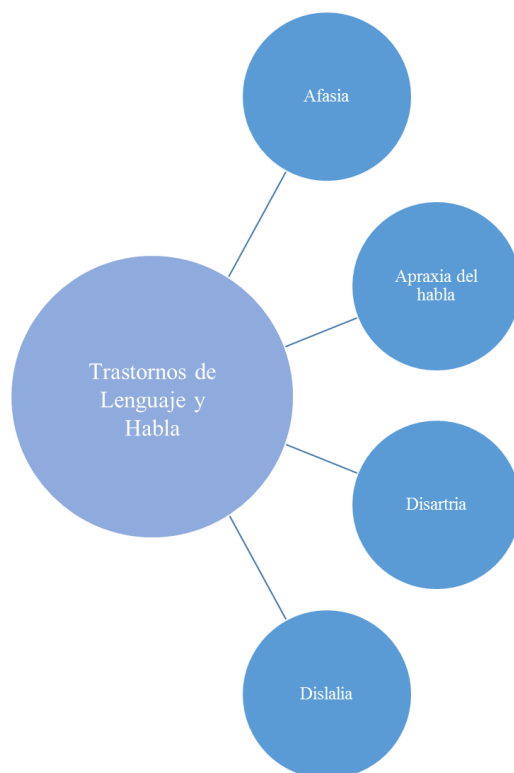 Afasia
Apraxia del
habla
Trastornos de
Lenguaje y
Habla
Disartria
Dislalia